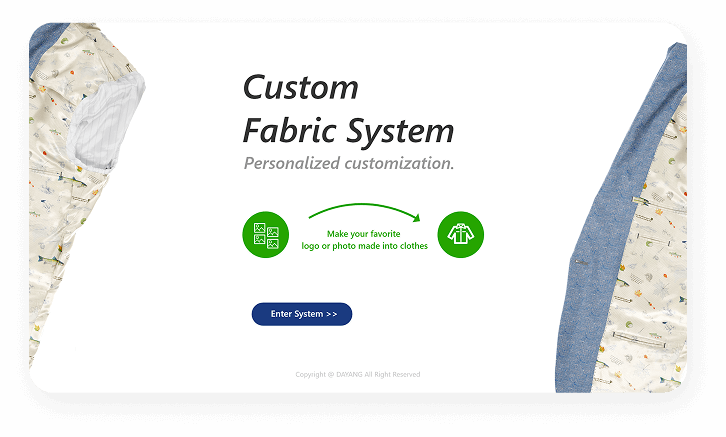 Custom
Fabric System
Personalized customization.
Make your favorite
logo or photo made into clothes
Enter System >>
Copyright @ DAYANG All Right Reserved